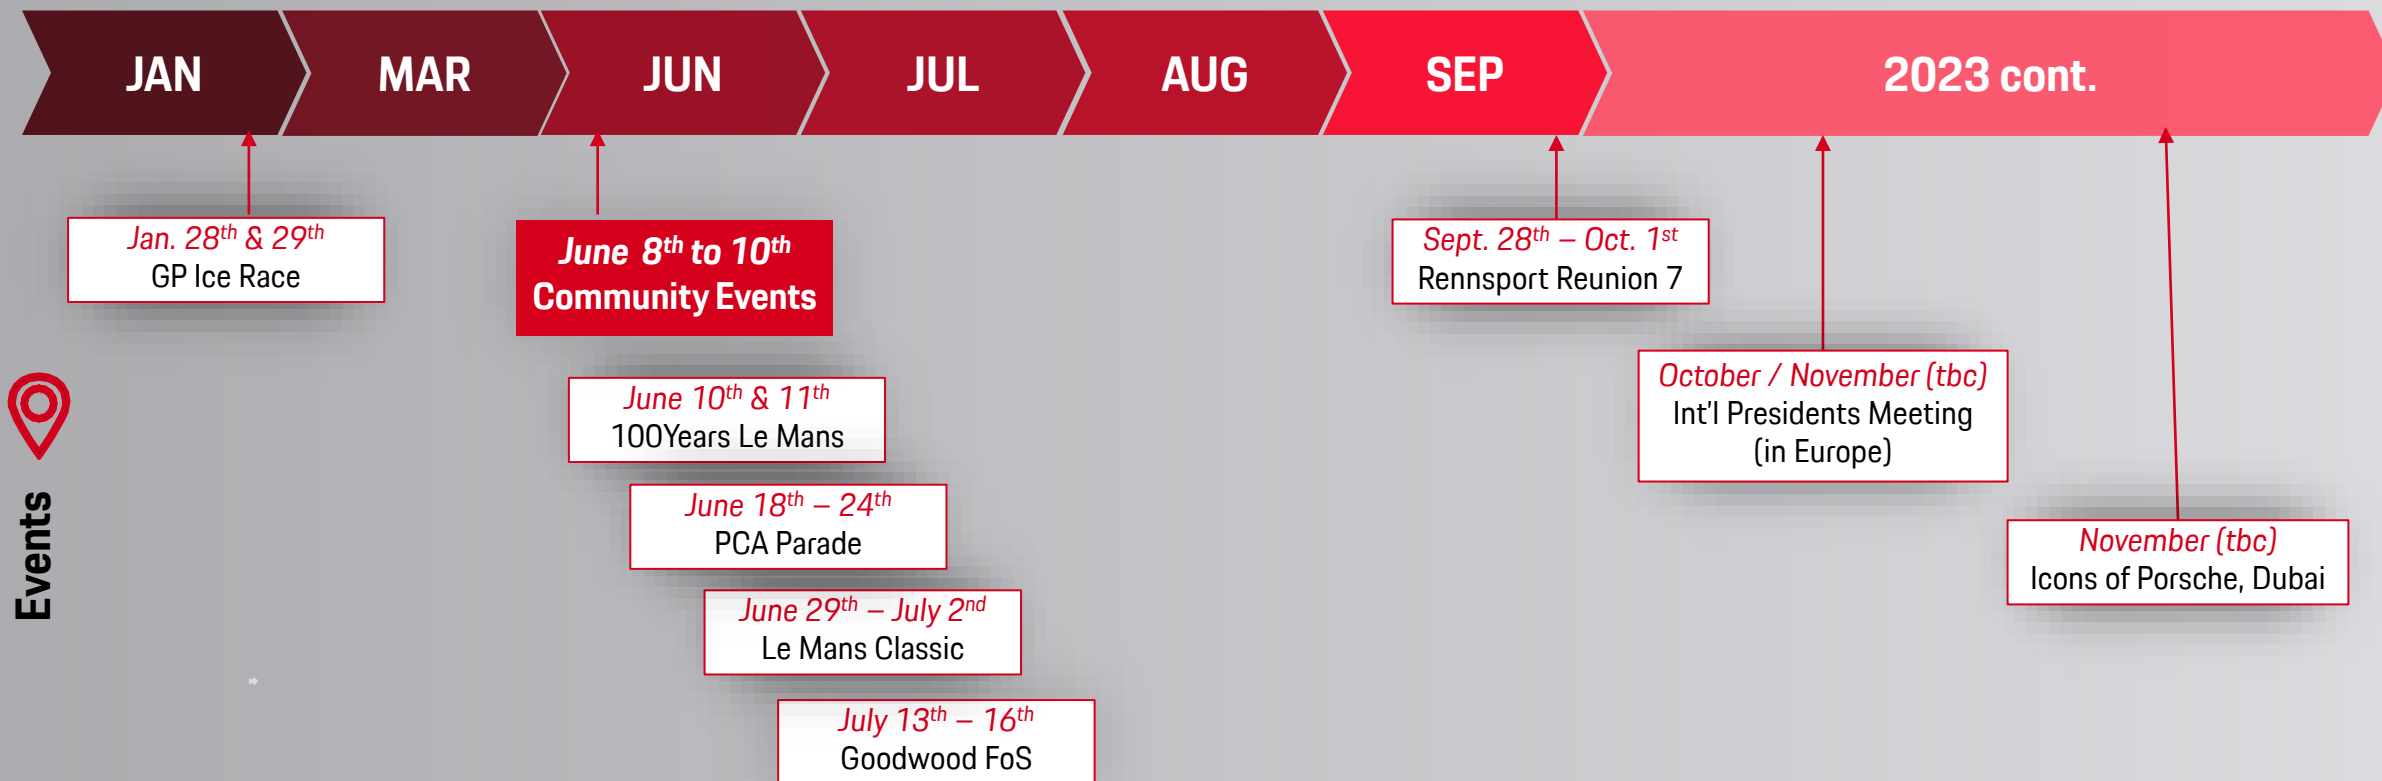 JAN
MAR
JUN
JUL
AUG
SEP
2023 cont.
Jan. 28th & 29th
GP Ice Race
June 8th to 10th
Community Events
June 10th & 11th
100Years Le Mans
June 18th – 24th
PCA Parade
June 29th – July 2nd
Le Mans Classic
July 13th – 16th
Goodwood FoS
Sept. 28th – Oct. 1st
Rennsport Reunion 7
October / November (tbc)
Int'l Presidents Meeting
(in Europe)
November (tbc)
Icons of Porsche, Dubai
Events